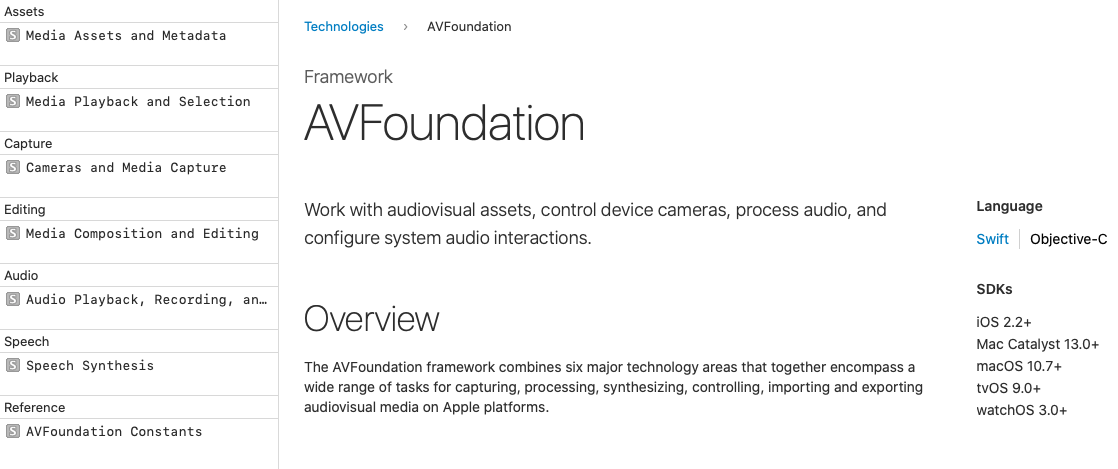 Assets
S Media Assets and Metadata
Playback
S Media Playback and Selection
Capture
S Cameras and Media Capture
Editing
S Media Composition and Editing
Audio
S Audio Playback, Recording, an…
Speech
S Speech Synthesis
Reference
S AVFoundation Constants
Technologies › AVFoundation
Framework
AVFoundation
Work with audiovisual assets, control device cameras, process audio, and
configure system audio interactions.
Overview
The AVFoundation framework combines six major technology areas that together encompass a
wide range of tasks for capturing, processing, synthesizing, controlling, importing and exporting
audiovisual media on Apple platforms.
Language
Swift | Objective-C
SDKs
iOS 2.2+
Mac Catalyst 13.0+
macOS 10.7+
tvOS 9.0+
watchOS 3.0+